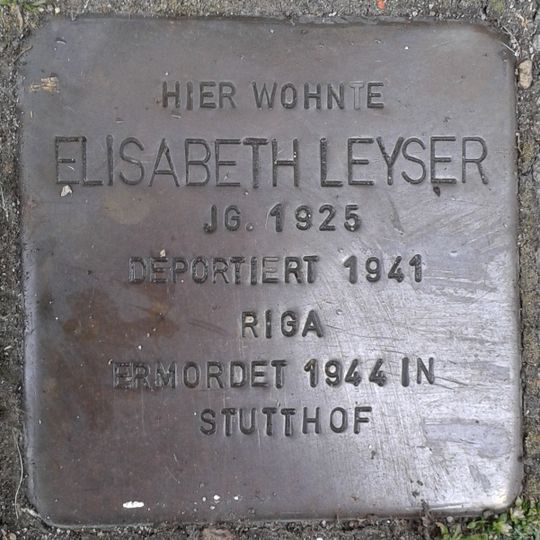 HIER WOHNTE
ELISABETH LEYSER
JG. 1925
DEPORTIERT 1941
RIGA
ERMORDET 1944 IN
STUTTHOF